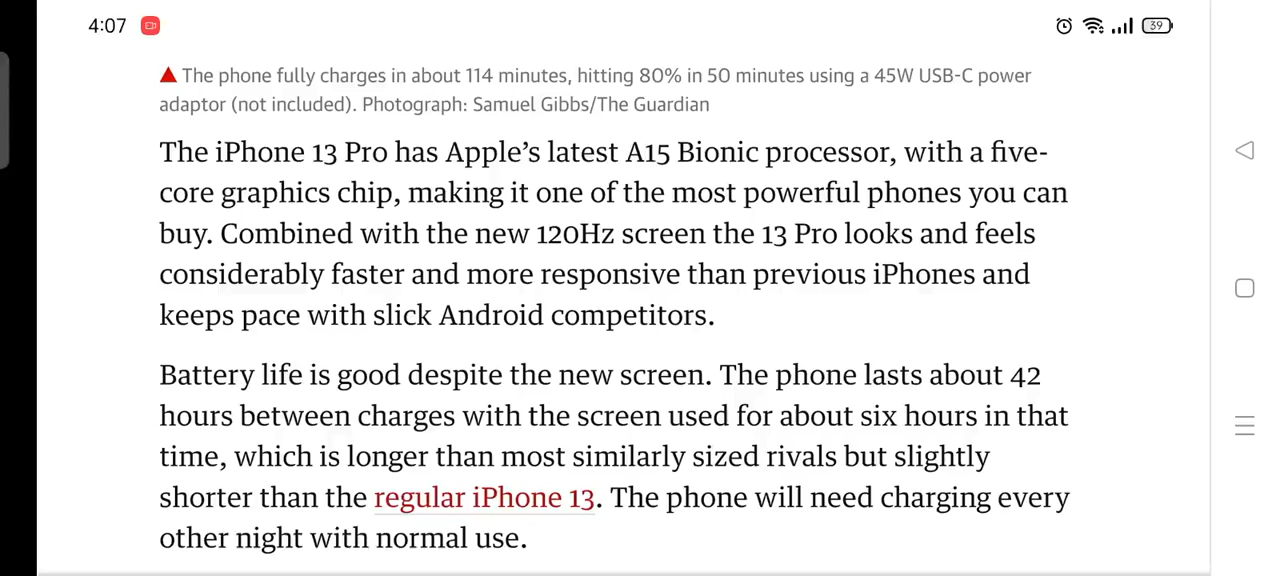 4:07
39
The phone fully charges in about 114 minutes, hitting 80% in 50 minutes using a 45W USB-C power
adaptor (not included). Photograph: Samuel Gibbs/The Guardian
The iPhone 13 Pro has Apple’s latest A15 Bionic processor, with a five-
core graphics chip, making it one of the most powerful phones you can
buy. Combined with the new 120Hz screen the 13 Pro looks and feels
considerably faster and more responsive than previous iPhones and
keeps pace with slick Android competitors.
Battery life is good despite the new screen. The phone lasts about 42
hours between charges with the screen used for about six hours in that
time, which is longer than most similarly sized rivals but slightly
shorter than the regular iPhone 13. The phone will need charging every
other night with normal use.